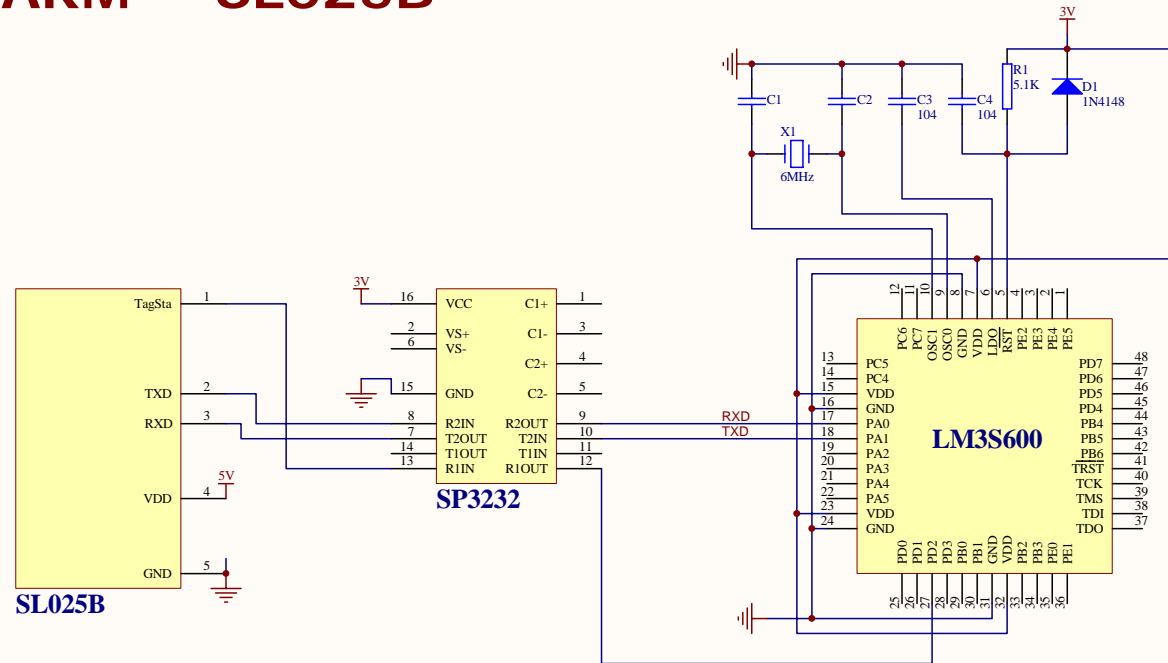 3V
R1
5.1K
D1
1N4148
C1
C2
C3
104
C4
104
X1
6MHz
TagSta 1
TXD 2
RXD 3
VDD 4
5V
GND 5
SL025B
3V
16 VCC
2 VS+
6 VS-
15 GND
8 R2IN
7 T2OUT
14 T1OUT
13 R1IN
C1+ 1
C1- 3
C2+ 4
C2- 5
R2OUT 9
T2IN 10
T1IN 11
R1OUT 12
SP3232
RXD
TXD
12 11 10 9 8 7 6 5 4 3 2 1
PC6 PC7 OSC1 OSC0 GND VDD LDO RST PE2 PE3 PE4 PE5
13 PC5
14 PC4
15 VDD
16 GND
17 PA0
18 PA1
19 PA2
20 PA3
21 PA4
22 PA5
23 VDD
24 GND
LM3S600
PD7 48
PD6 47
PD5 46
PD4 45
PB4 44
PB5 43
PB6 42
TRST 41
TCK 40
TMS 39
TDI 38
TDO 37
PD0 PD1 PD2 PD3 PB0 PB1 GND VDD PB2 PB3 PE0 PE1
25 26 27 28 29 30 31 32 33 34 35 36